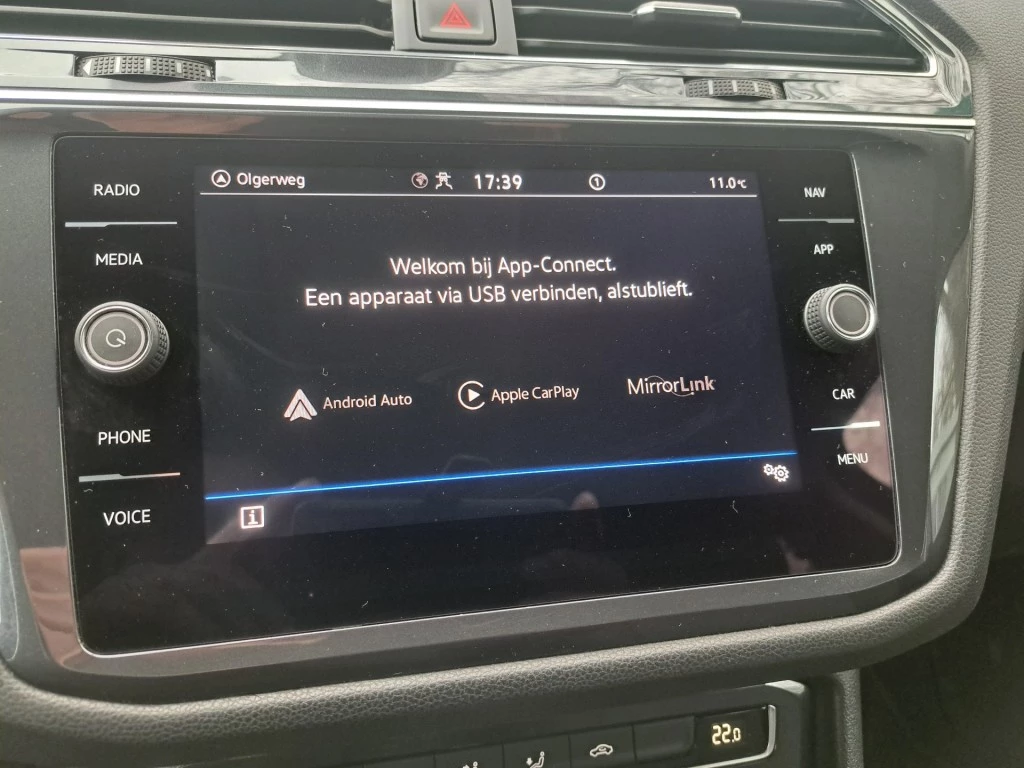 RADIO
MEDIA
PHONE
VOICE
Olgerweg 17:39 1 11.0°C
Welkom bij App-Connect.
Een apparaat via USB verbinden, alstublieft.
Android Auto Apple CarPlay MirrorLink
i
NAV
APP
CAR
MENU
22.0